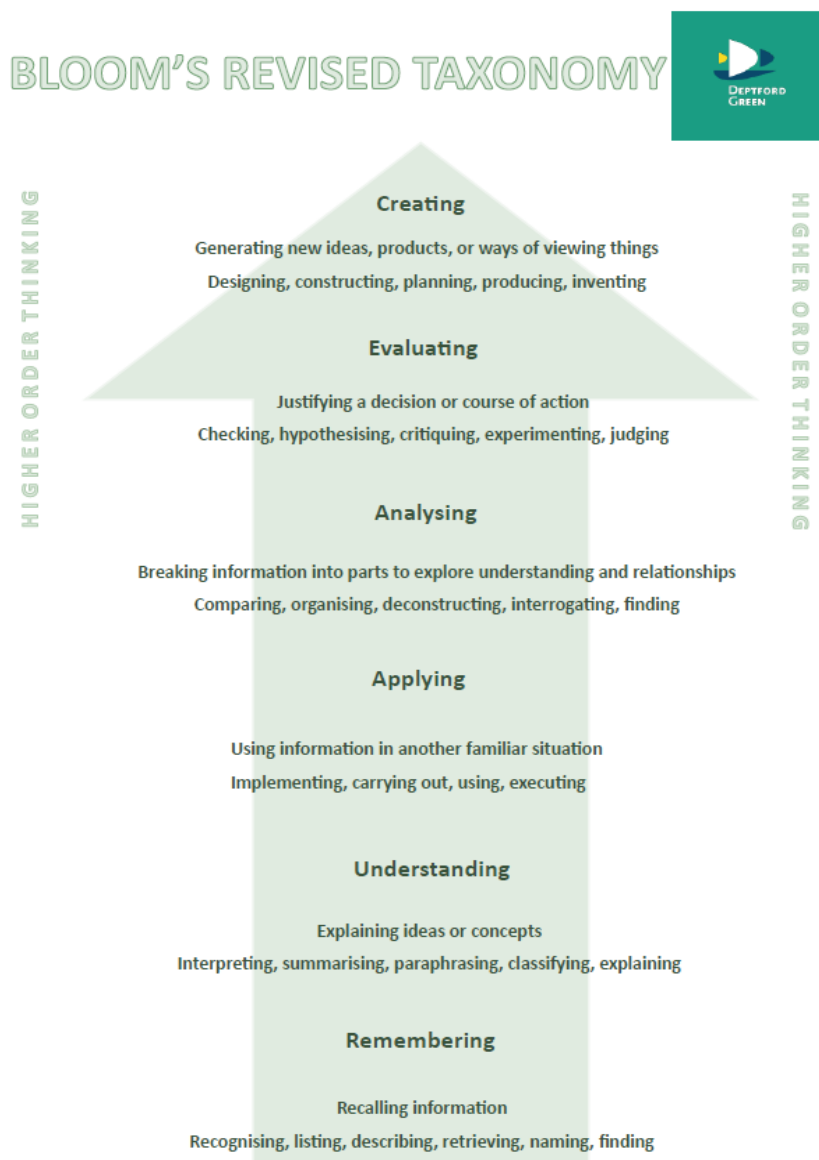 BLOOM'S REVISED TAXONOMY
DEPTFORD
GREEN
HIGHER ORDER THINKING
HIGHER ORDER THINKING
Creating
Generating new ideas, products, or ways of viewing things
Designing, constructing, planning, producing, inventing
Evaluating
Justifying a decision or course of action
Checking, hypothesising, critiquing, experimenting, judging
Analysing
Breaking information into parts to explore understanding and relationships
Comparing, organising, deconstructing, interrogating, finding
Applying
Using information in another familiar situation
Implementing, carrying out, using, executing
Understanding
Explaining ideas or concepts
Interpreting, summarising, paraphrasing, classifying, explaining
Remembering
Recalling information
Recognising, listing, describing, retrieving, naming, finding